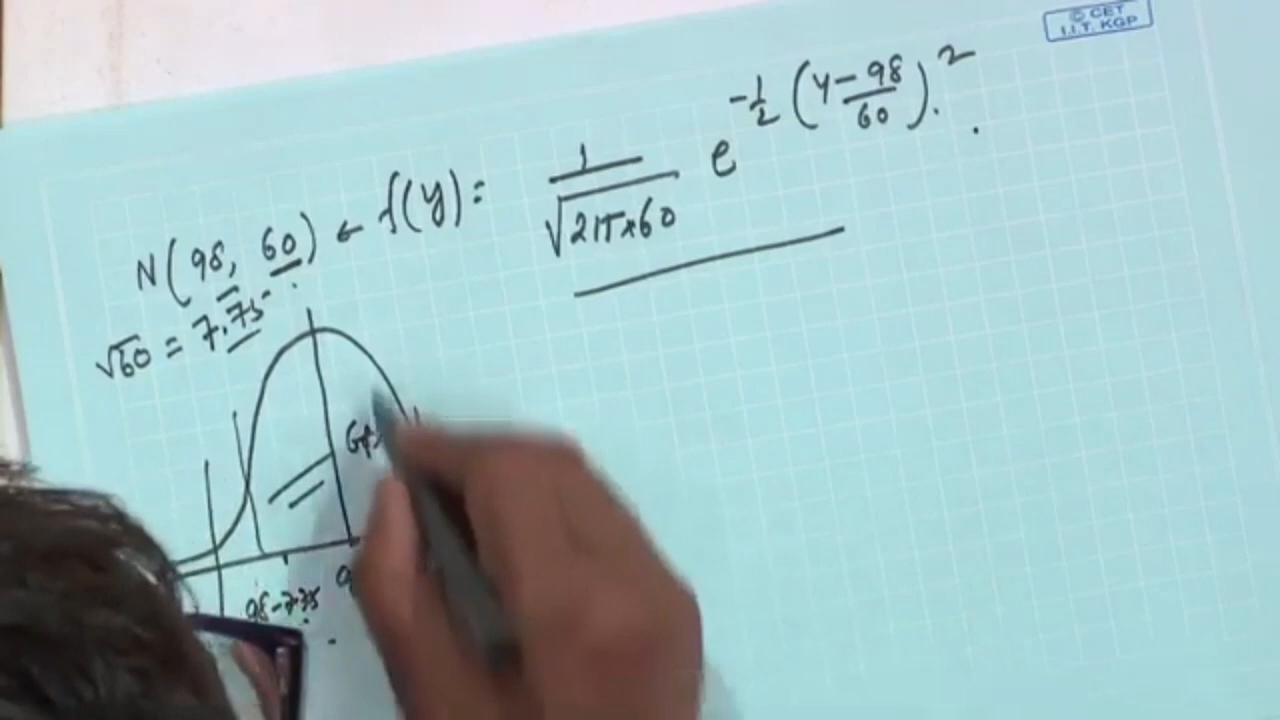 © CET
I.I.T. KGP
N(98, 60) ← f(y) = 1/√(2π×60) e^(-1/2 (y-98/60)^2)
√60 = 7.75
98-7.75